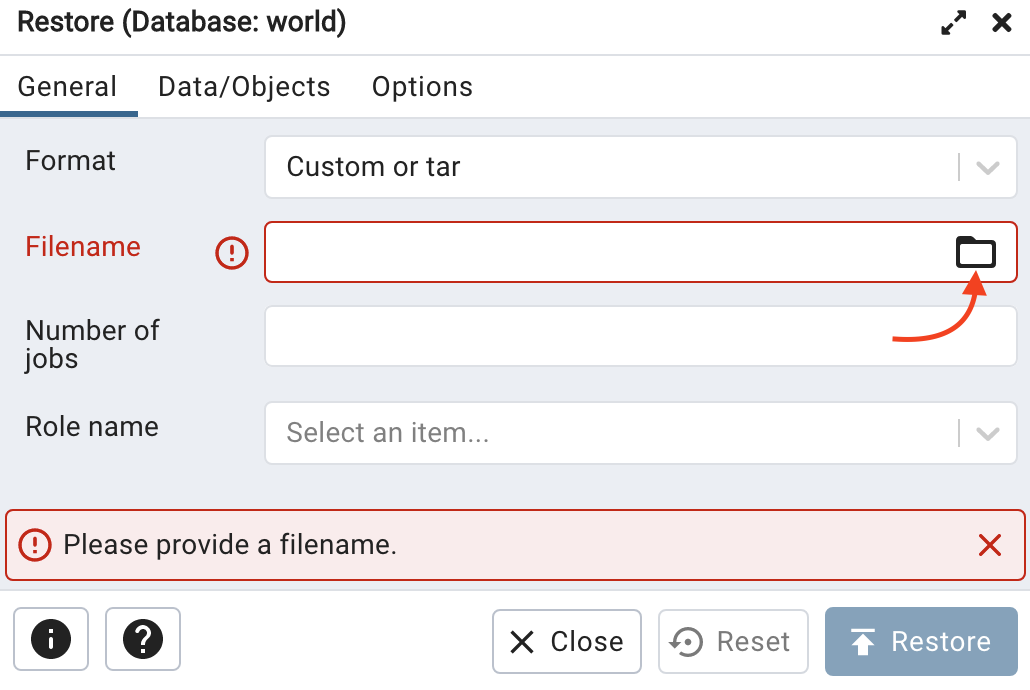 Restore (Database: world)
General Data/Objects Options
Format Custom or tar
Filename
Number of
jobs
Role name Select an item...
Please provide a filename.
Close Reset Restore